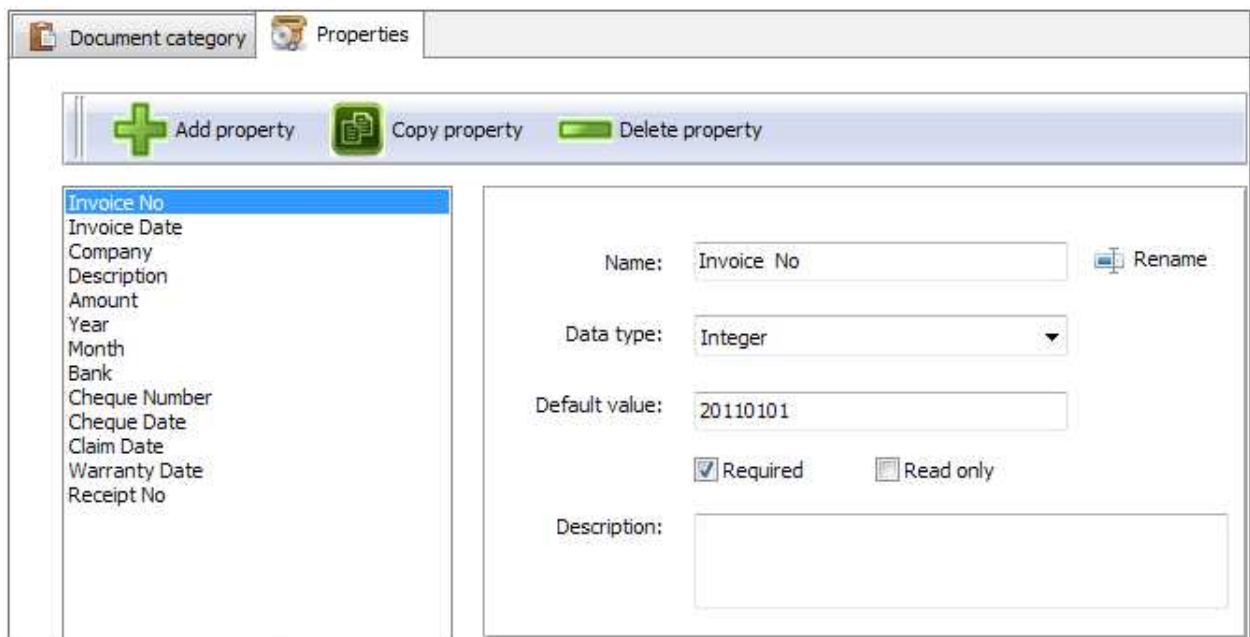 Document category
Properties
Add property
Copy property
Delete property
Invoice No
Invoice Date
Company
Description
Amount
Year
Month
Bank
Cheque Number
Cheque Date
Claim Date
Warranty Date
Receipt No
Name: Invoice No Rename
Data type: Integer
Default value: 20110101
Required Read only
Description: